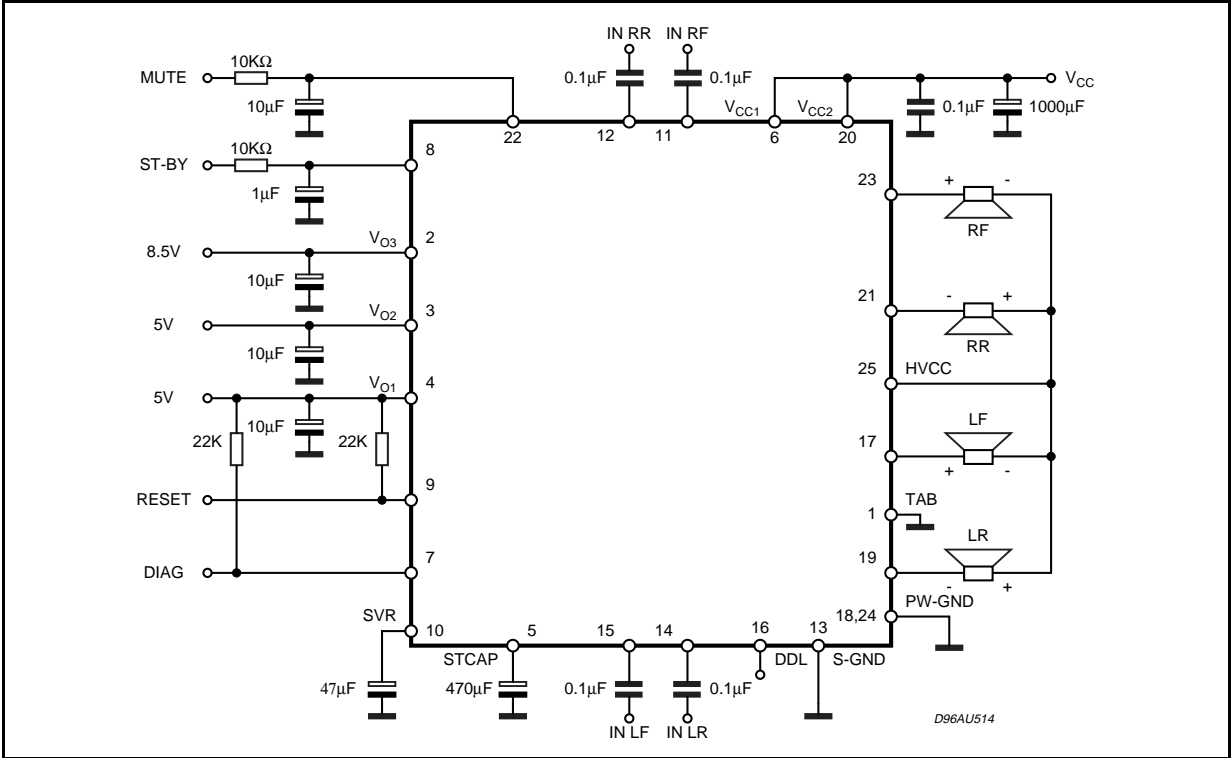 IN RR IN RF
MUTE 10KΩ 0.1µF 0.1µF VCC
10µF VCC1 VCC2 0.1µF 1000µF
22 12 11 6 20
ST-BY 10KΩ 8
1µF 23 + -
RF
8.5V VO3 2
10µF 21 - +
5V VO2 3 RR
10µF 25 HVCC
5V VO1 4
22K 10µF 22K LF
17 + -
RESET 9 TAB
1
LR
DIAG 7 19 - +
PW-GND
SVR 18,24
10 5 15 14 16 13
STCAP DDL S-GND
47µF 470µF 0.1µF 0.1µF
IN LF IN LR
D96AU514